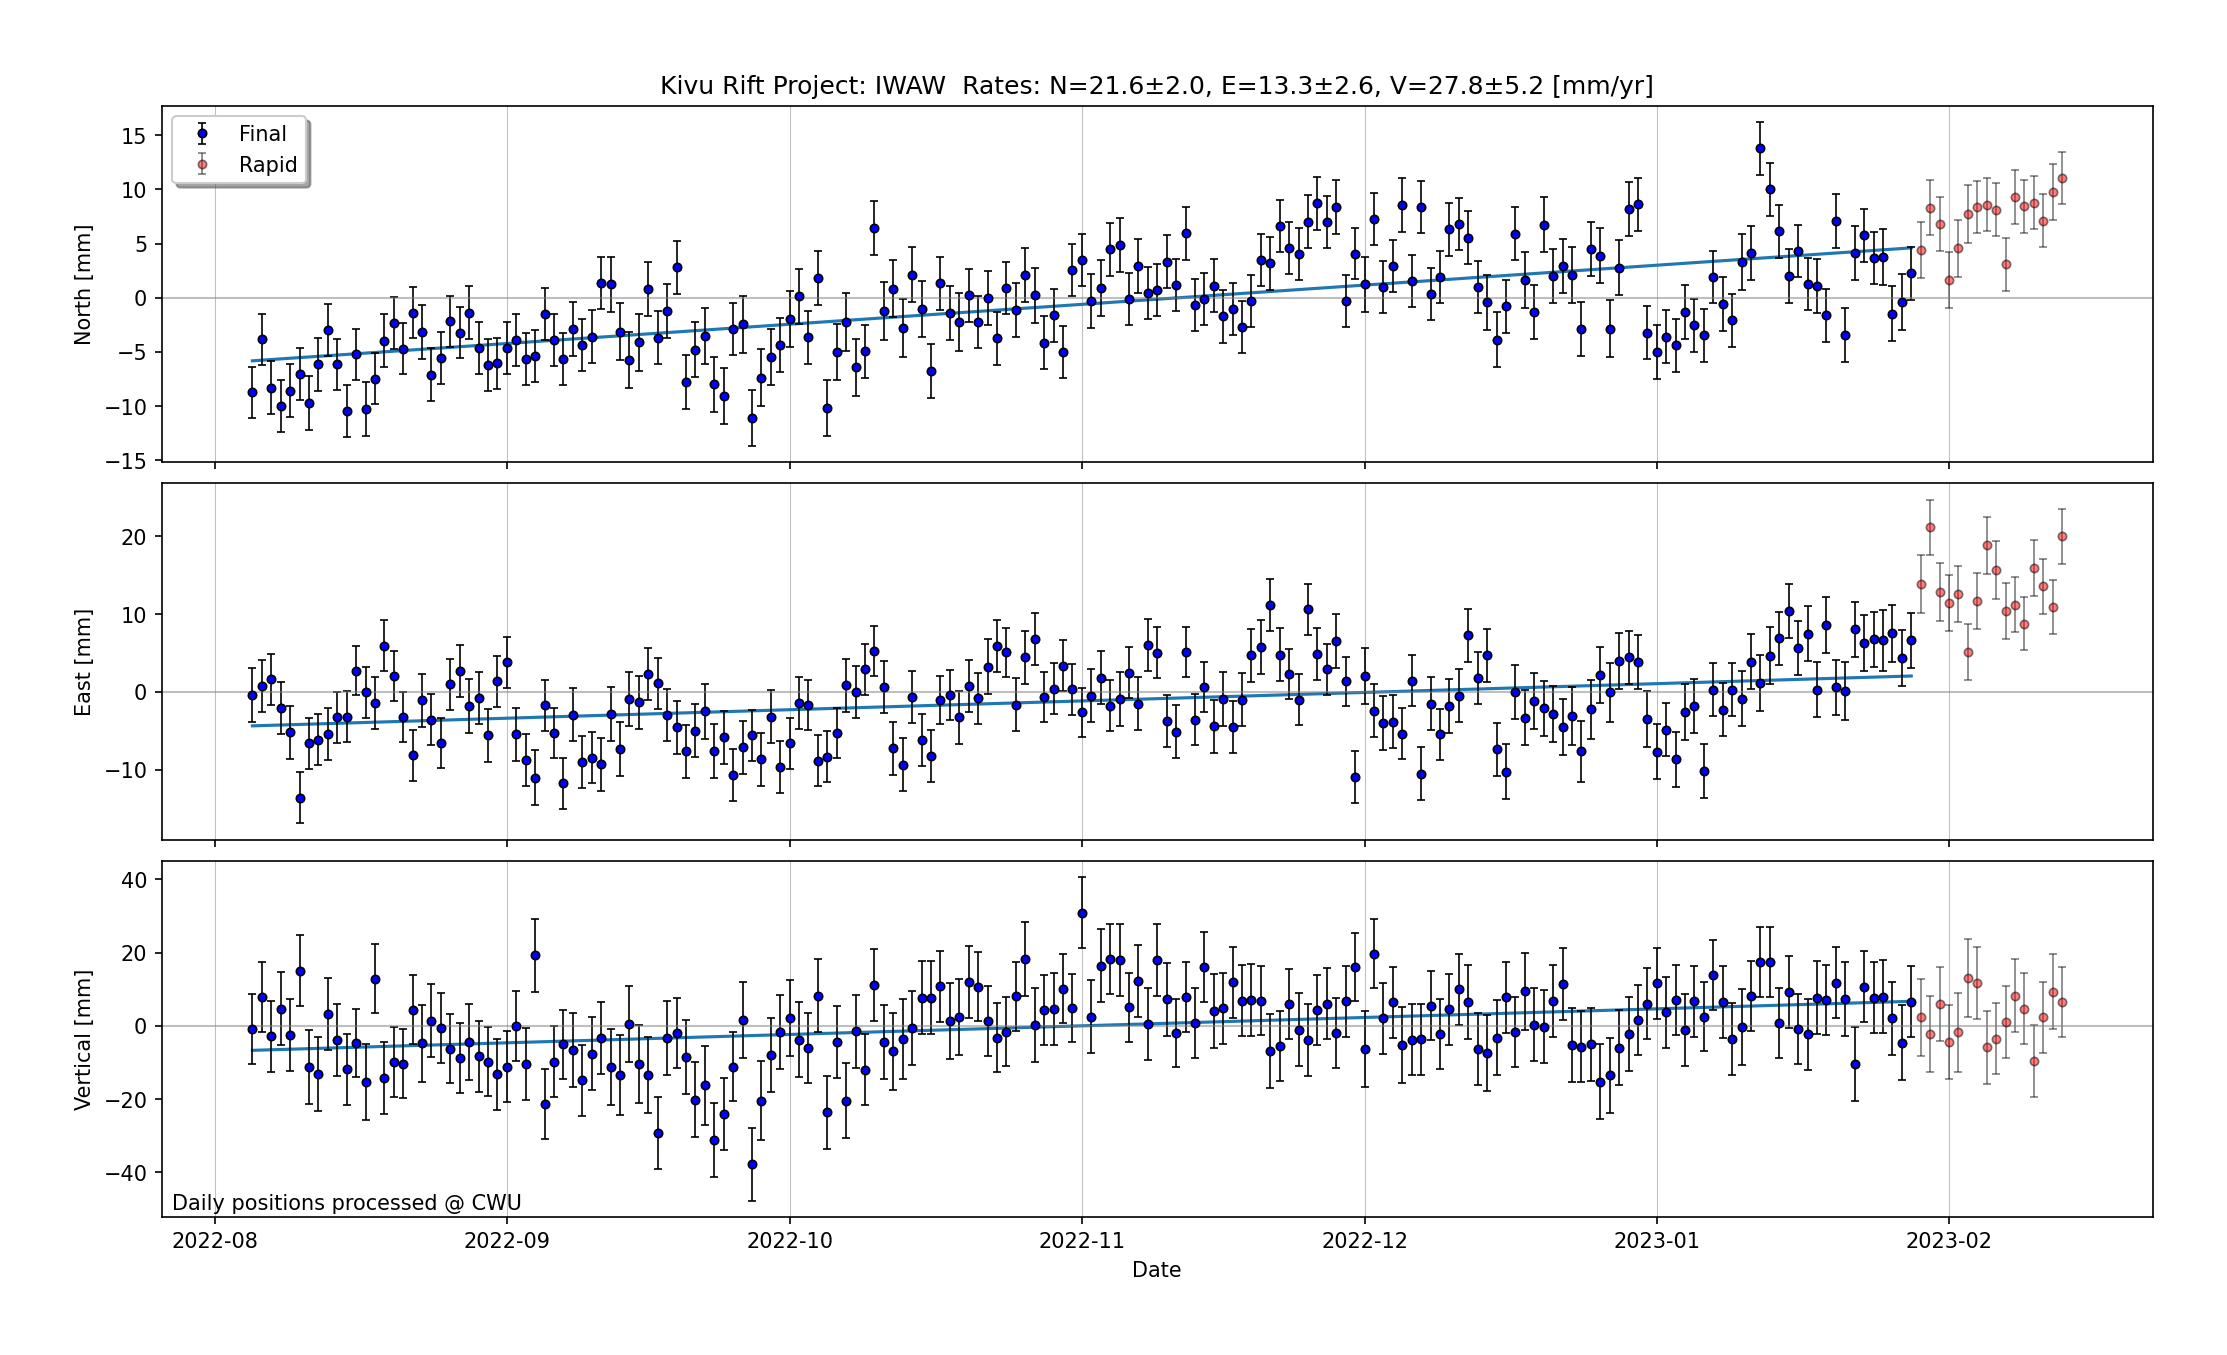 Kivu Rift Project: IWAW  Rates: N=21.6±2.0, E=13.3±2.6, V=27.8±5.2 [mm/yr]
Final
Rapid
North [mm]
15
10
5
0
−5
−10
−15
East [mm]
20
10
0
−10
Vertical [mm]
40
20
0
−20
−40
Daily positions processed @ CWU
2022-08 2022-09 2022-10 2022-11 2022-12 2023-01 2023-02
Date